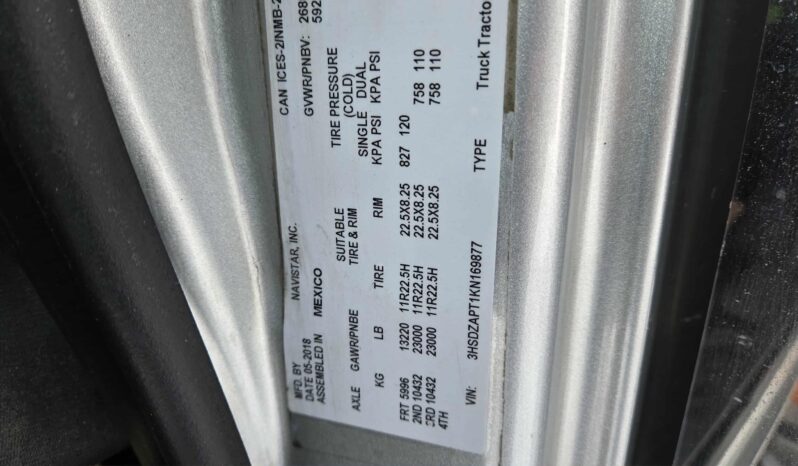 MFD. BY NAVISTAR, INC. CAN ICES-2/NMB-2
DATE 05-2018 GVWR/PNBV: 268
ASSEMBLED IN MEXICO 592
SUITABLE TIRE PRESSURE
TIRE & RIM (COLD)
AXLE GAWR/PNBE SINGLE DUAL
KG LB TIRE RIM KPA PSI KPA PSI
FRT 5996 13220 11R22.5H 22.5X8.25 827 120
2ND 10432 23000 11R22.5H 22.5X8.25 758 110
3RD 10432 23000 11R22.5H 22.5X8.25 758 110
4TH
VIN: 3HSDZAPT1KN169877 TYPE Truck Tracto